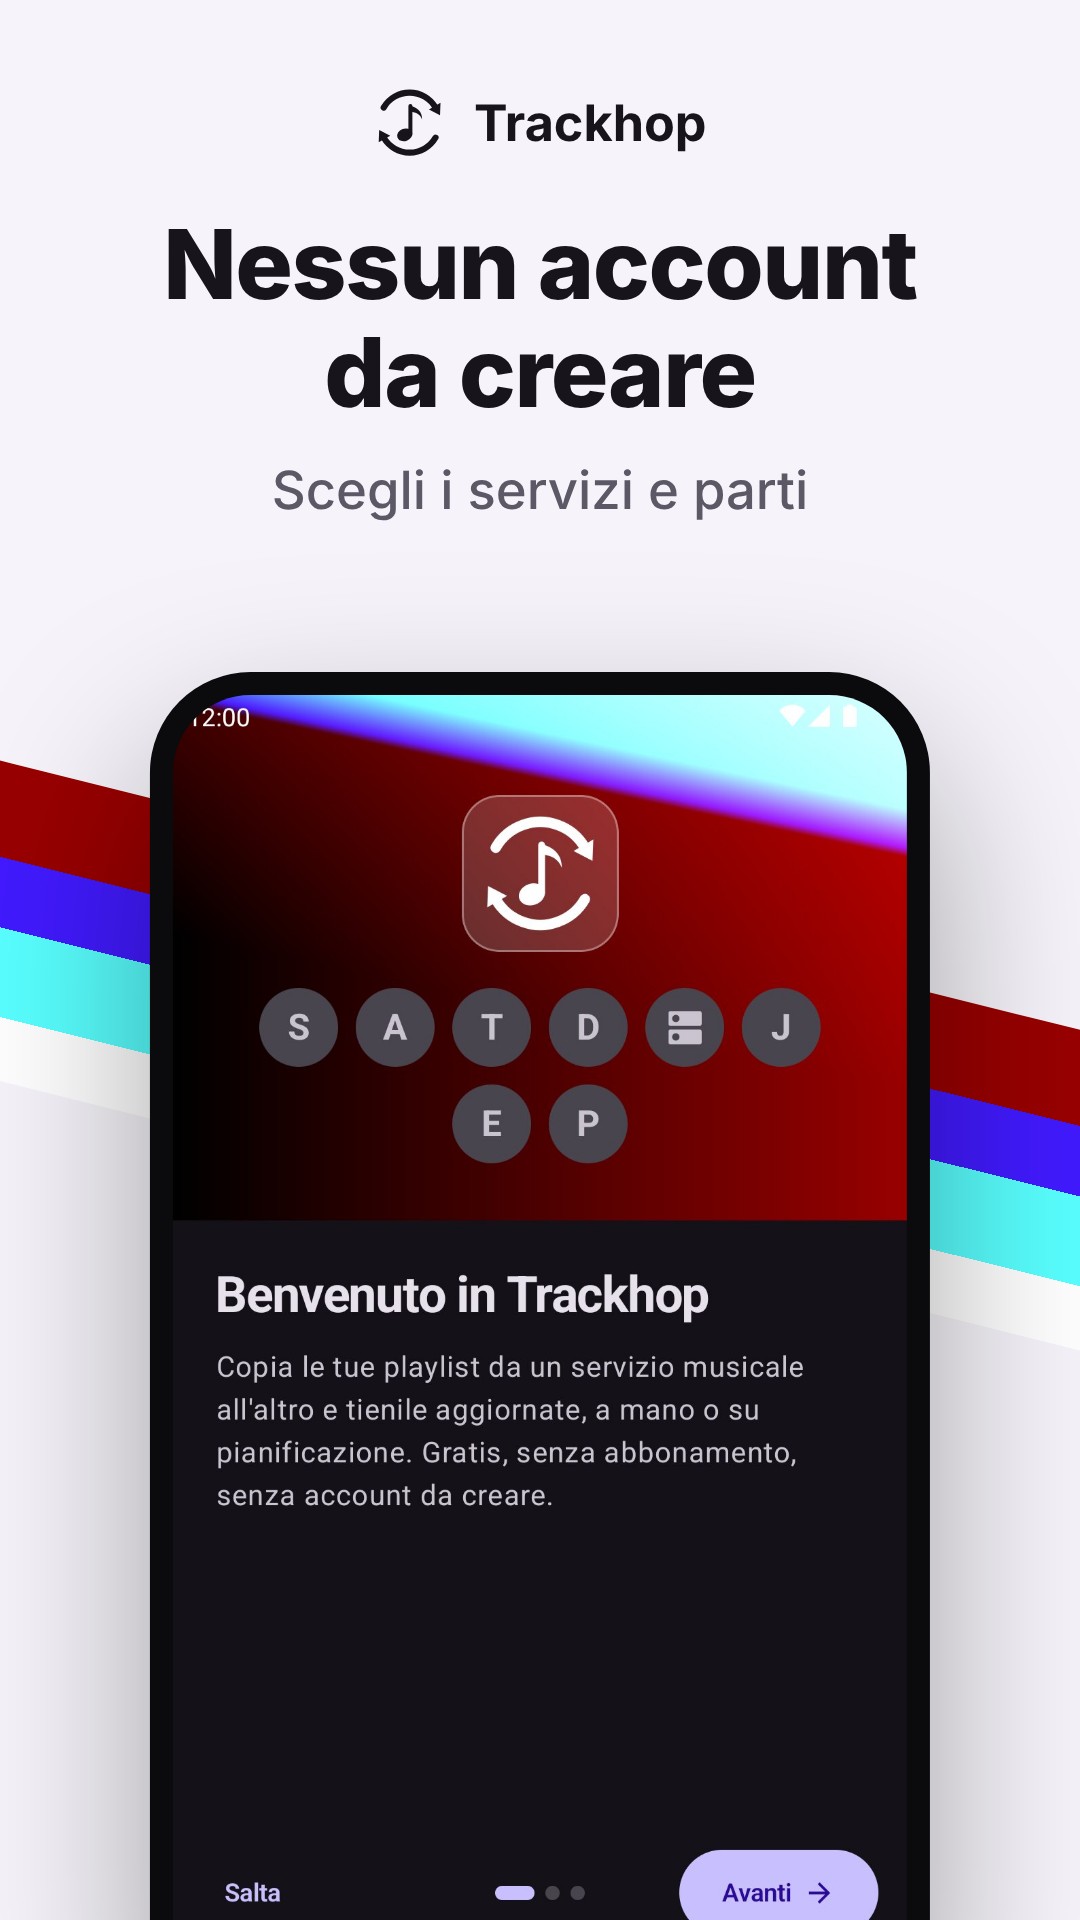 Trackhop
Nessun account
da creare
Scegli i servizi e parti
12:00
S A T D J
E P
Benvenuto in Trackhop
Copia le tue playlist da un servizio musicale
all'altro e tienile aggiornate, a mano o su
pianificazione. Gratis, senza abbonamento,
senza account da creare.
Salta
Avanti